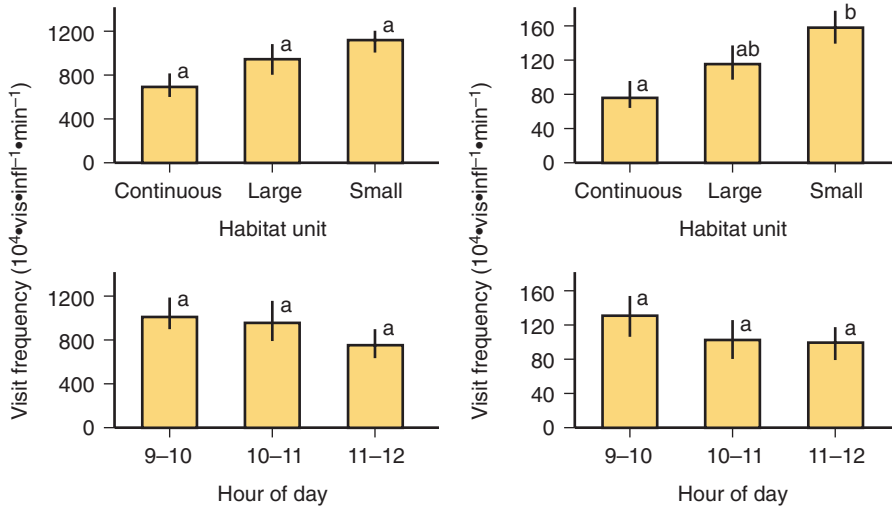 Visit frequency (10⁴•vis•infl⁻¹•min⁻¹)
1200
800
400
0
a
a
a
Continuous
Large
Small
Habitat unit
1200
800
400
0
a
a
a
9–10
10–11
11–12
Hour of day
Visit frequency (10⁴•vis•infl⁻¹•min⁻¹)
160
120
80
40
0
a
ab
b
Continuous
Large
Small
Habitat unit
160
120
80
40
0
a
a
a
9–10
10–11
11–12
Hour of day